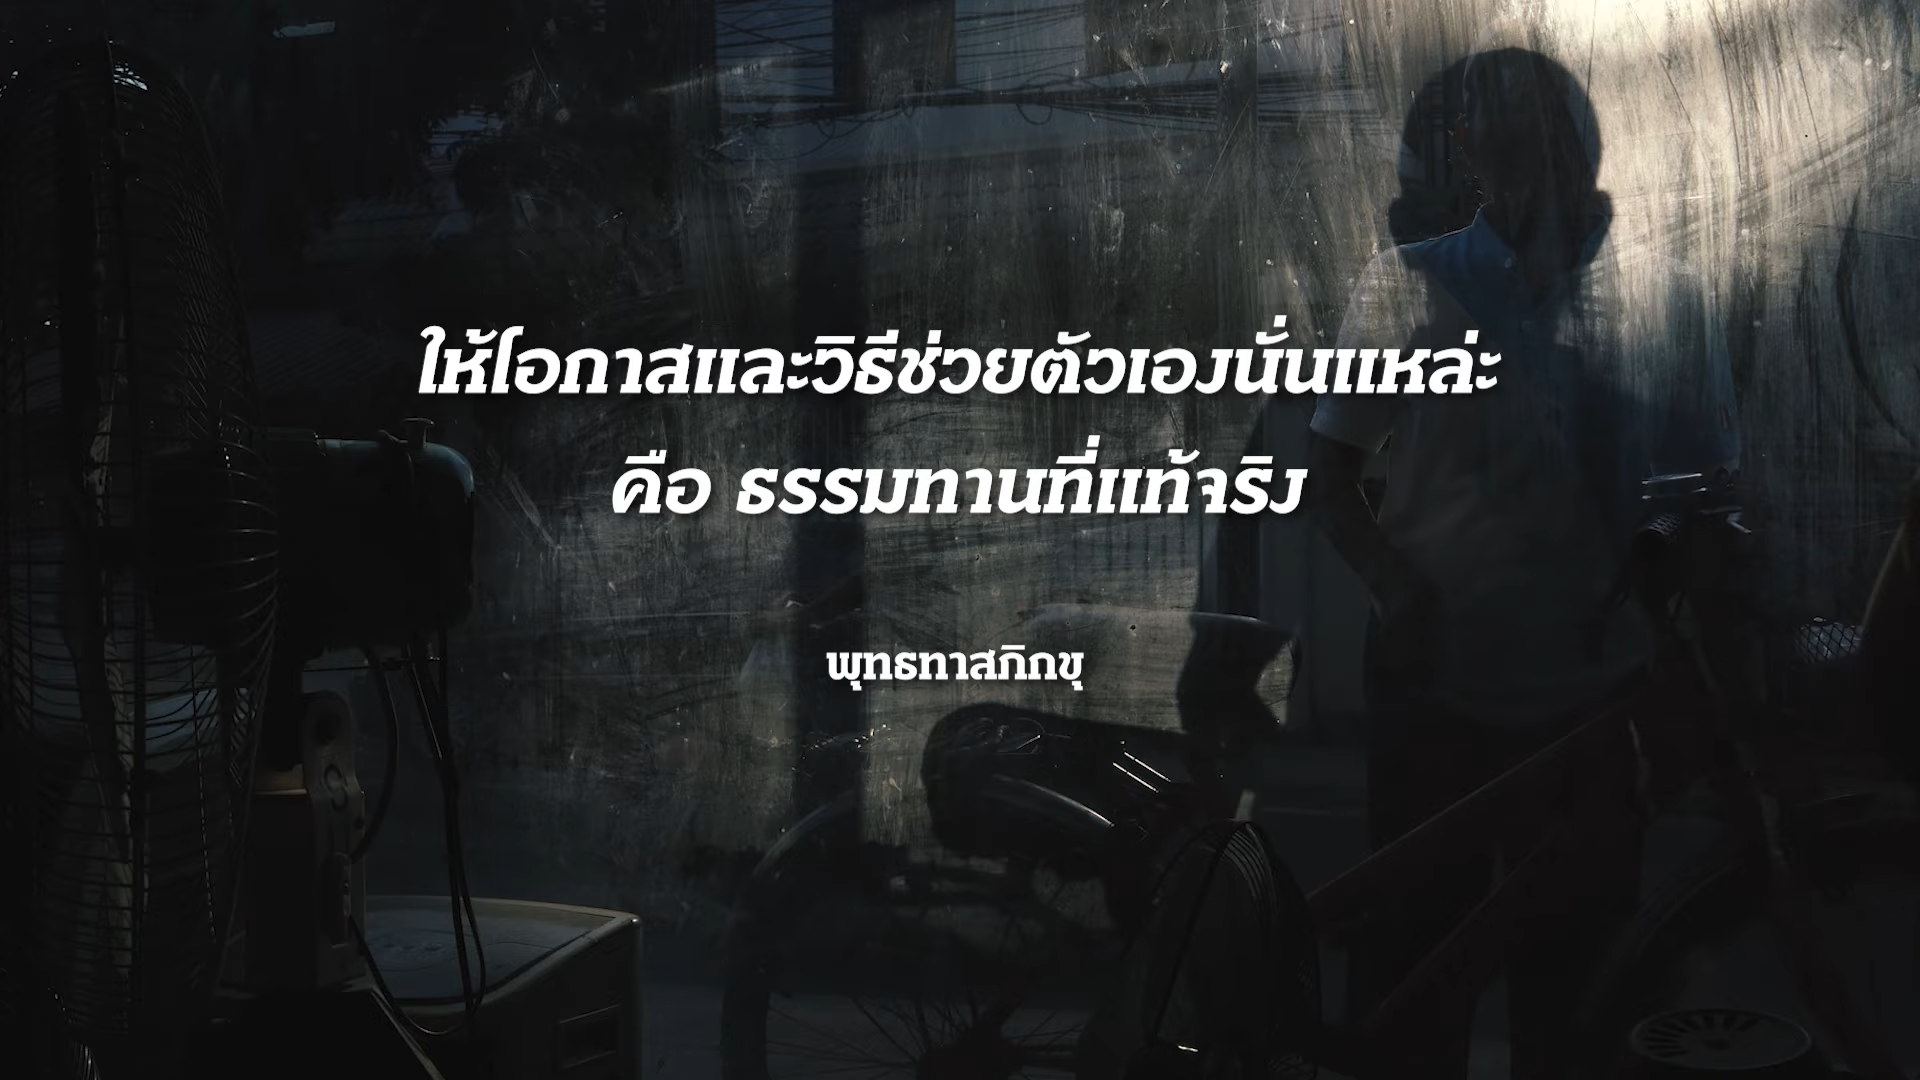 ให้โอกาสและวิธีช่วยตัวเองนั่นแหล่ะ
คือ ธรรมทานที่แท้จริง
พุทธทาสภิกขุ